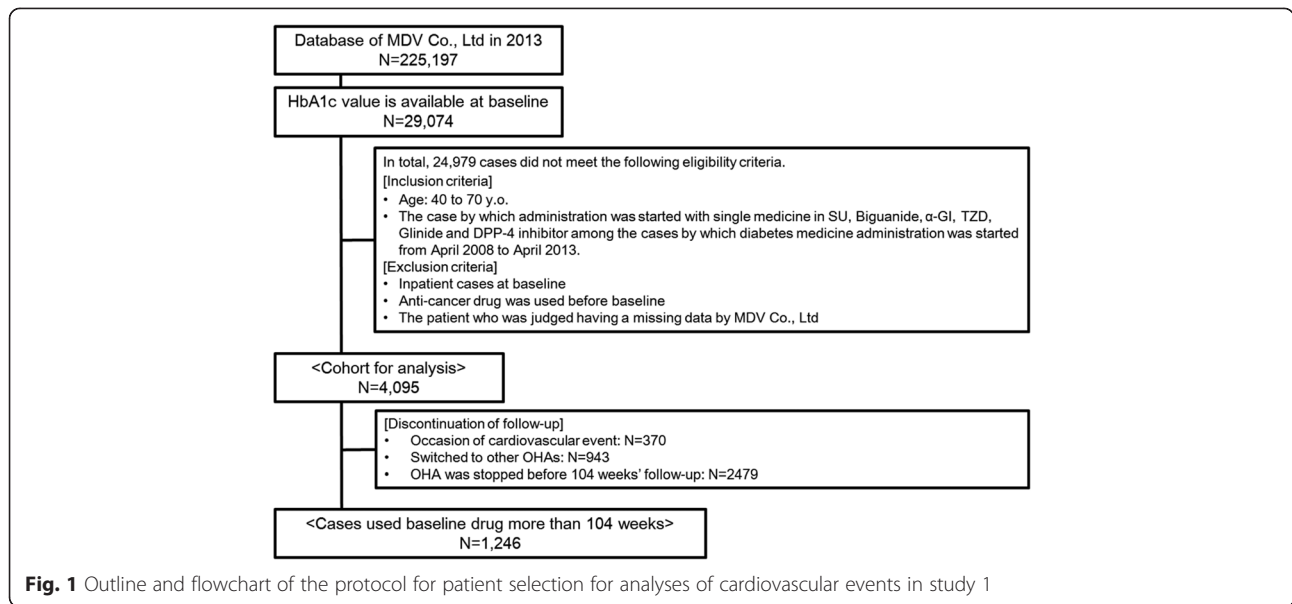 Database of MDV Co., Ltd in 2013
N=225,197
HbA1c value is available at baseline
N=29,074
In total, 24,979 cases did not meet the following eligibility criteria.
[Inclusion criteria]
• Age: 40 to 70 y.o.
• The case by which administration was started with single medicine in SU, Biguanide, α-GI, TZD,
Glinide and DPP-4 inhibitor among the cases by which diabetes medicine administration was started
from April 2008 to April 2013.
[Exclusion criteria]
• Inpatient cases at baseline
• Anti-cancer drug was used before baseline
• The patient who was judged having a missing data by MDV Co., Ltd
<Cohort for analysis>
N=4,095
[Discontinuation of follow-up]
• Occasion of cardiovascular event: N=370
• Switched to other OHAs: N=943
• OHA was stopped before 104 weeks' follow-up: N=2479
<Cases used baseline drug more than 104 weeks>
N=1,246
Fig. 1 Outline and flowchart of the protocol for patient selection for analyses of cardiovascular events in study 1